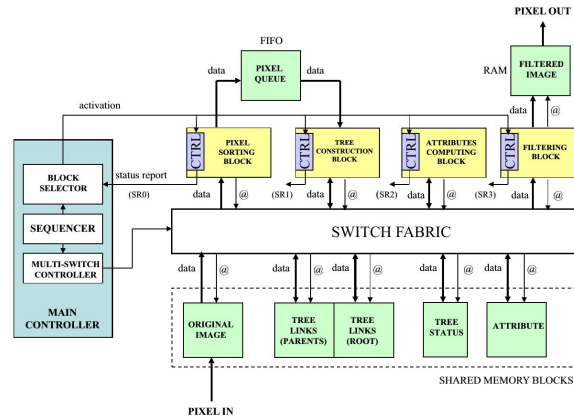 PIXEL OUT
FIFO
PIXEL
QUEUE
data
data
RAM
FILTERED
IMAGE
data
@
activation
CTRL
PIXEL
SORTING
BLOCK
CTRL
TREE
CONSTRUCTION
BLOCK
CTRL
ATTRIBUTES
COMPUTING
BLOCK
CTRL
FILTERING
BLOCK
BLOCK
SELECTOR
status report
(SR0)
data
@
(SR1)
data
@
(SR2)
data
@
(SR3)
data
@
SEQUENCER
MULTI-SWITCH
CONTROLLER
MAIN
CONTROLLER
SWITCH FABRIC
data
@
data
@
data
@
data
@
data
@
ORIGINAL
IMAGE
TREE
LINKS
(PARENTS)
TREE
LINKS
(ROOT)
TREE
STATUS
ATTRIBUTE
SHARED MEMORY BLOCKS
PIXEL IN